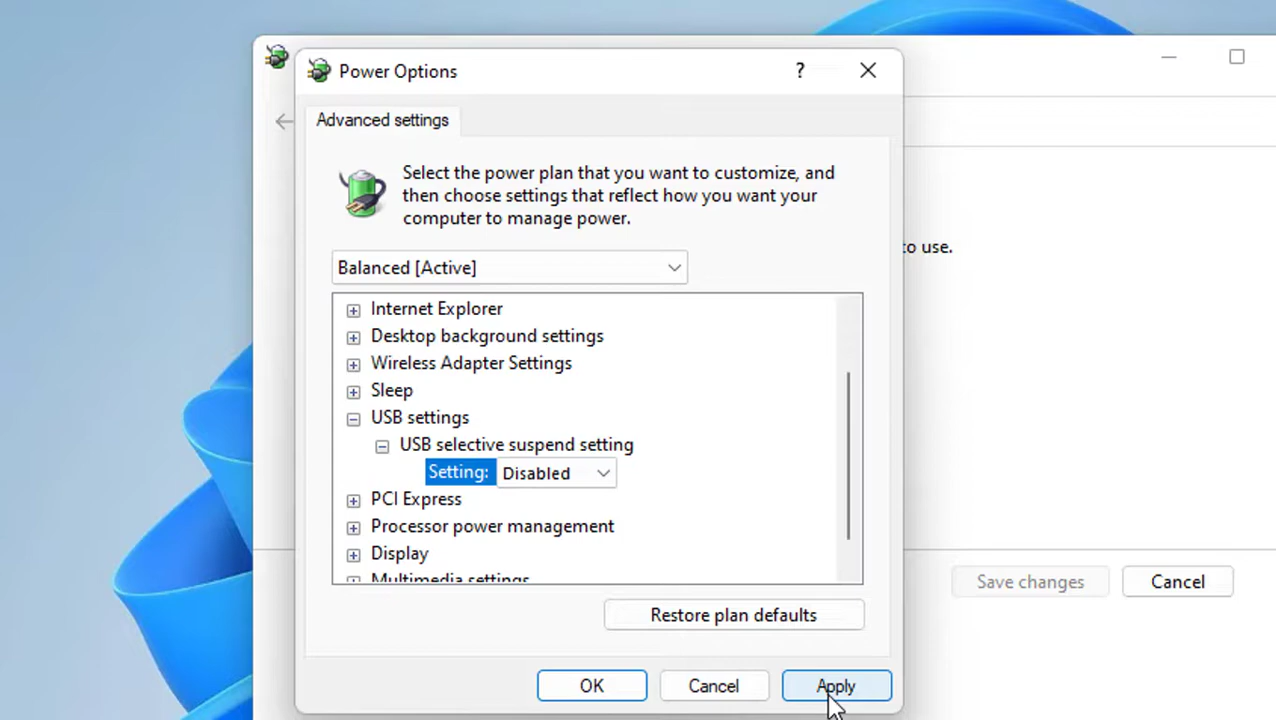 Power Options
?
Advanced settings
Select the power plan that you want to customize, and
then choose settings that reflect how you want your
computer to manage power.
to use.
Balanced [Active]
Internet Explorer
Desktop background settings
Wireless Adapter Settings
Sleep
USB settings
USB selective suspend setting
Setting: Disabled
PCI Express
Processor power management
Display
Multimedia settings
Save changes Cancel
Restore plan defaults
OK Cancel Apply